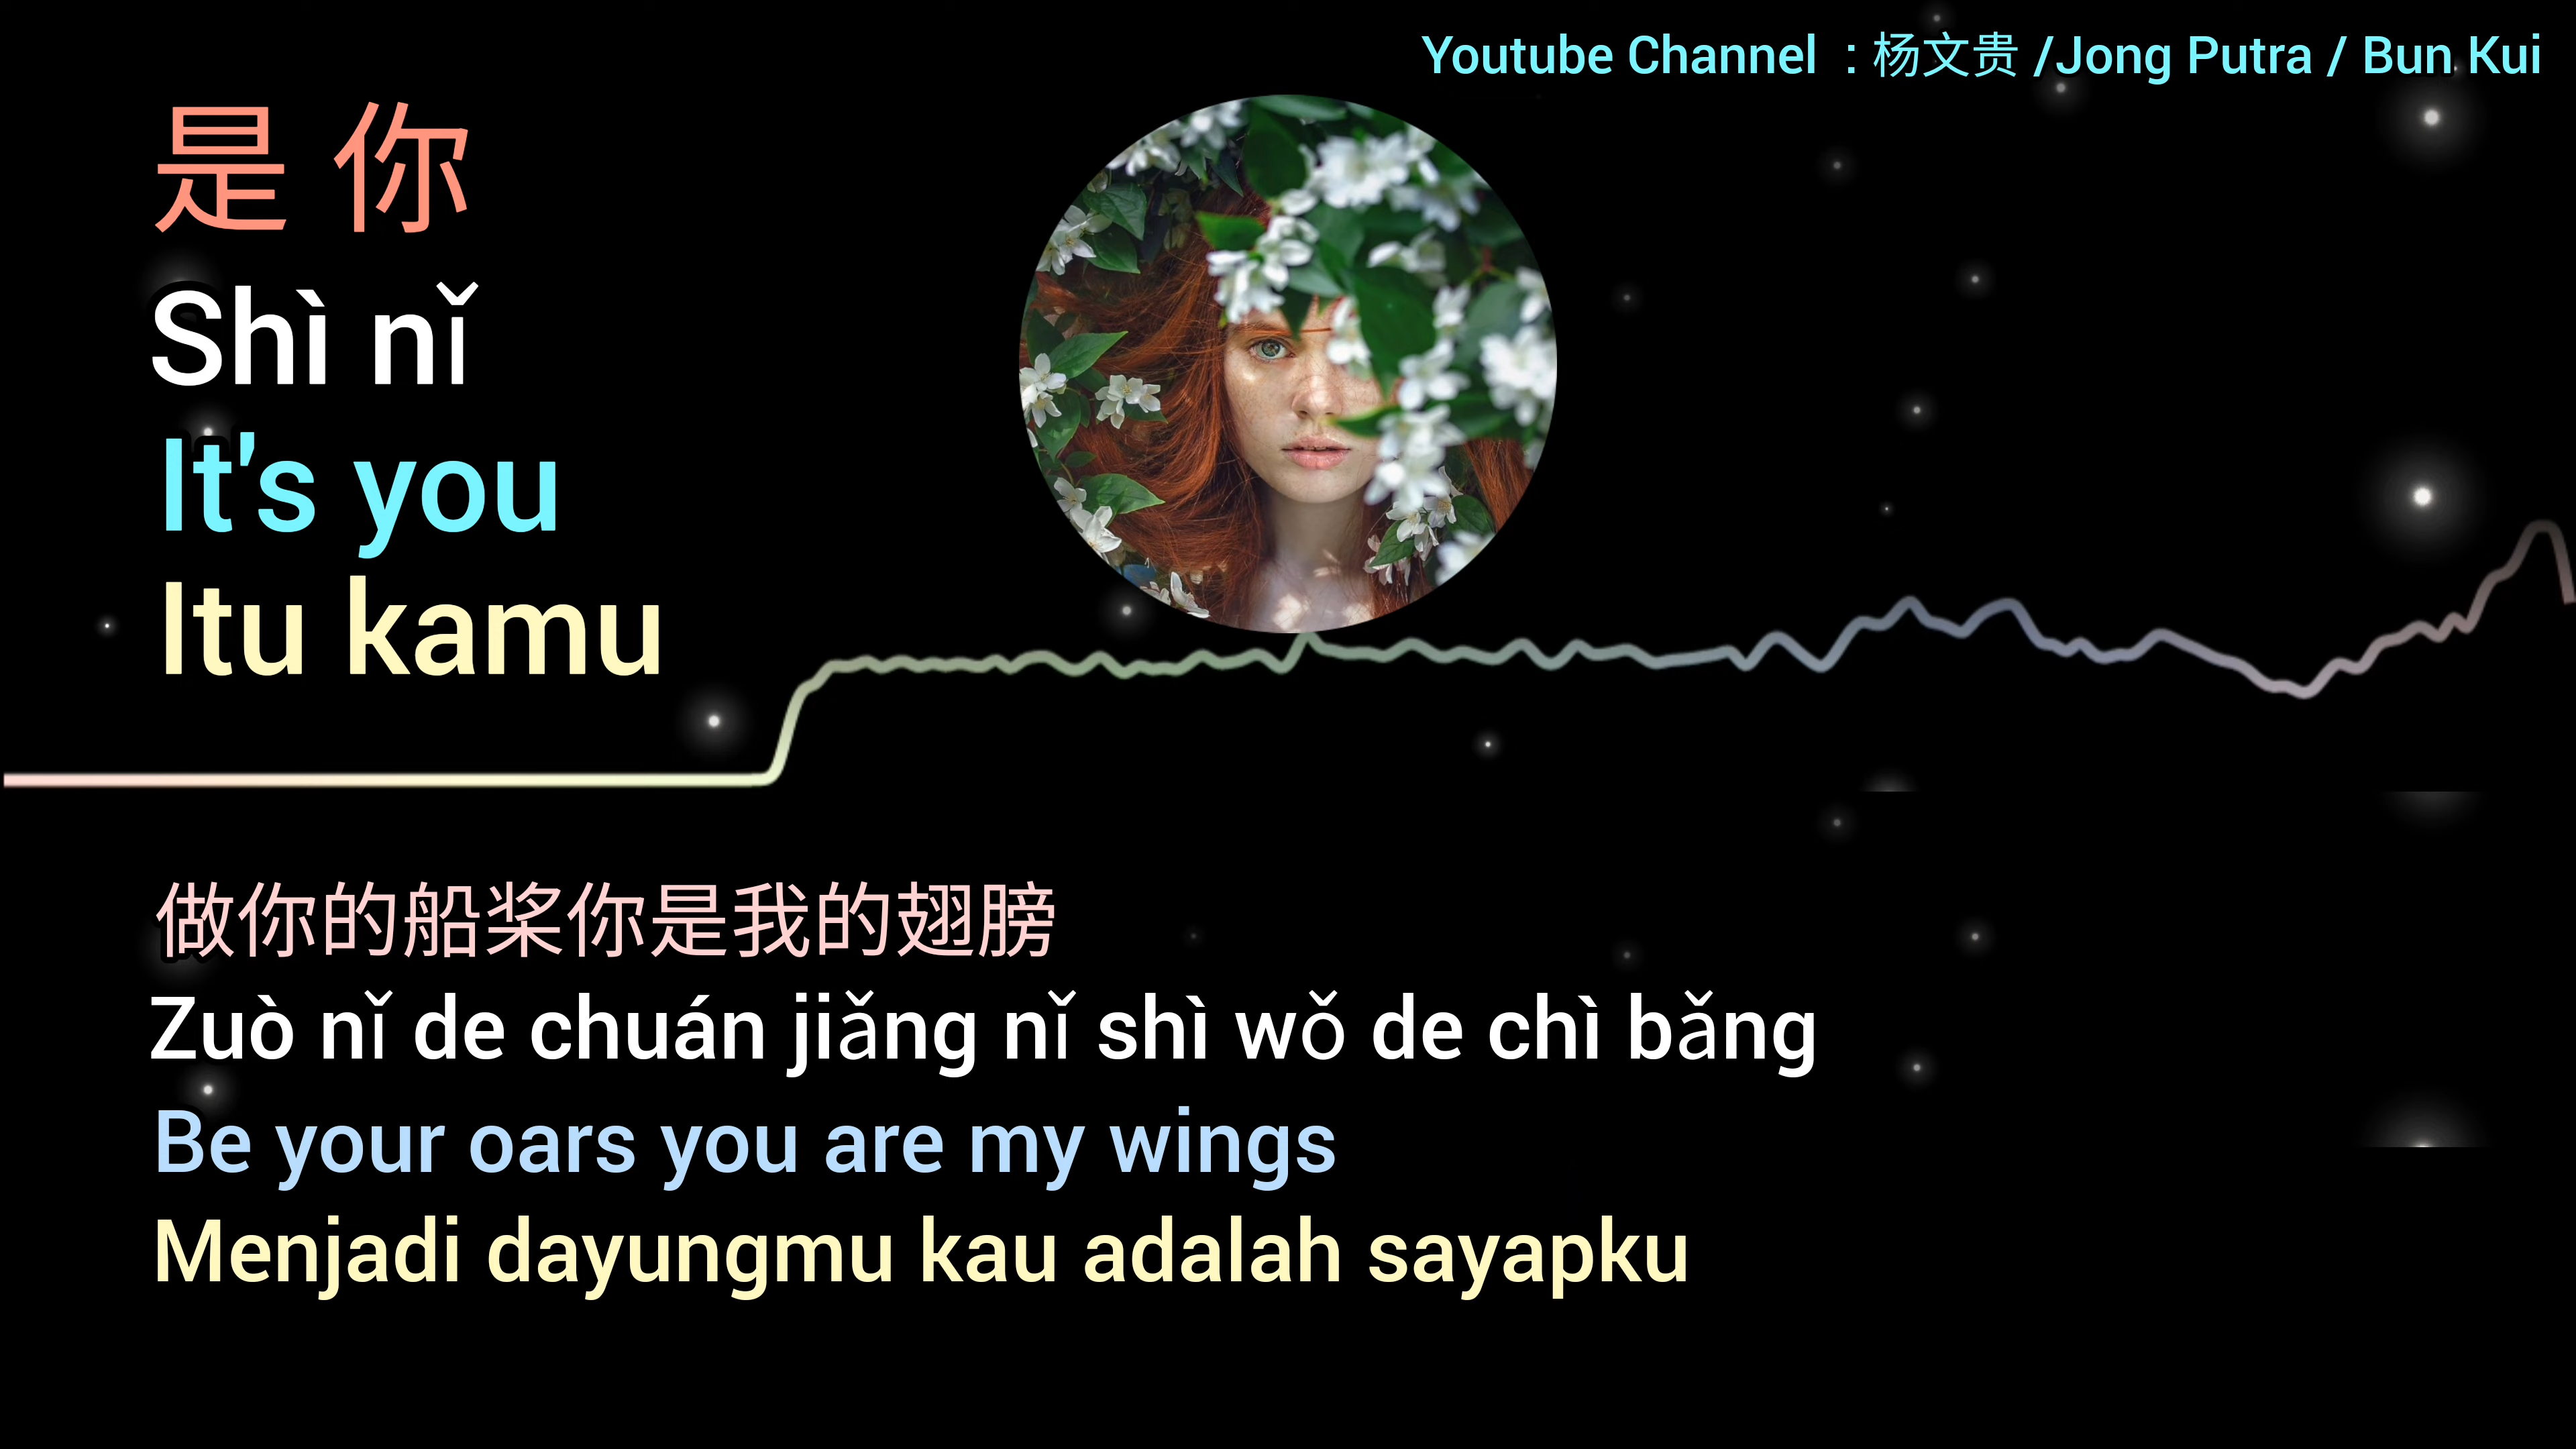 Youtube Channel : 杨文贵 /Jong Putra / Bun Kui
是 你
Shì nǐ
It's you
Itu kamu
做你的船桨你是我的翅膀
Zuò nǐ de chuán jiǎng nǐ shì wǒ de chì bǎng
Be your oars you are my wings
Menjadi dayungmu kau adalah sayapku